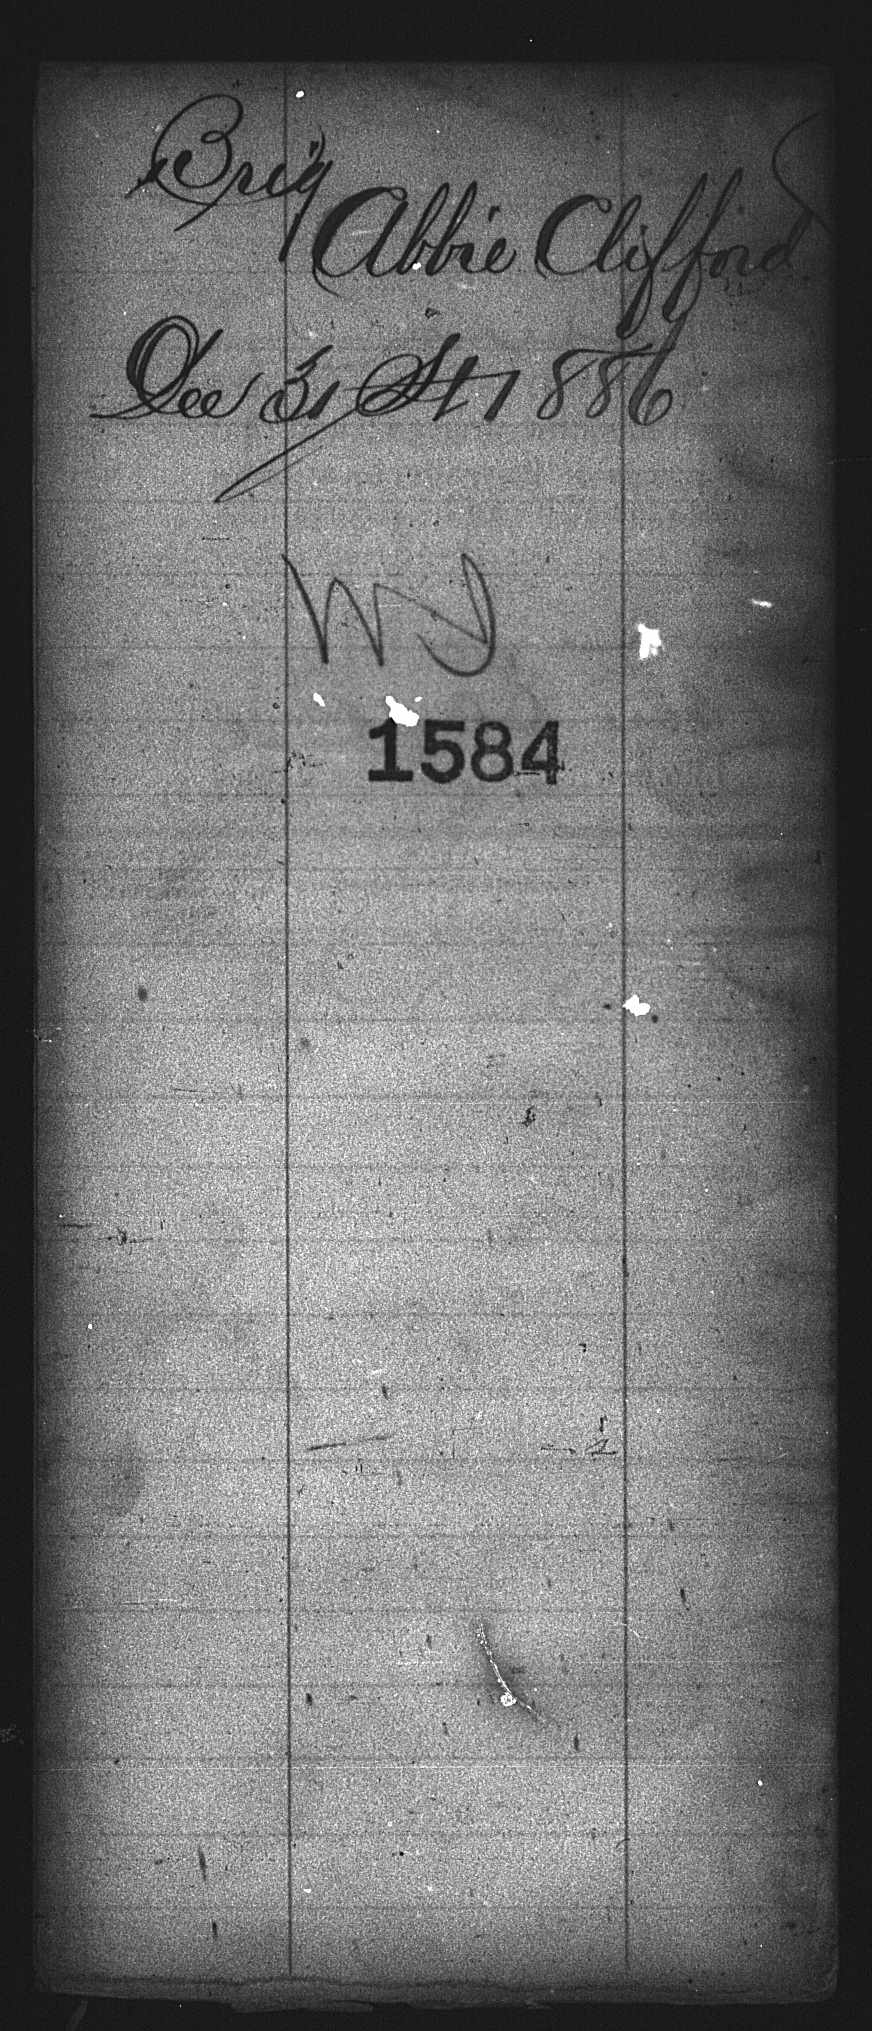 Brig
Abbie Clifford
Dec 31st 1886
1584